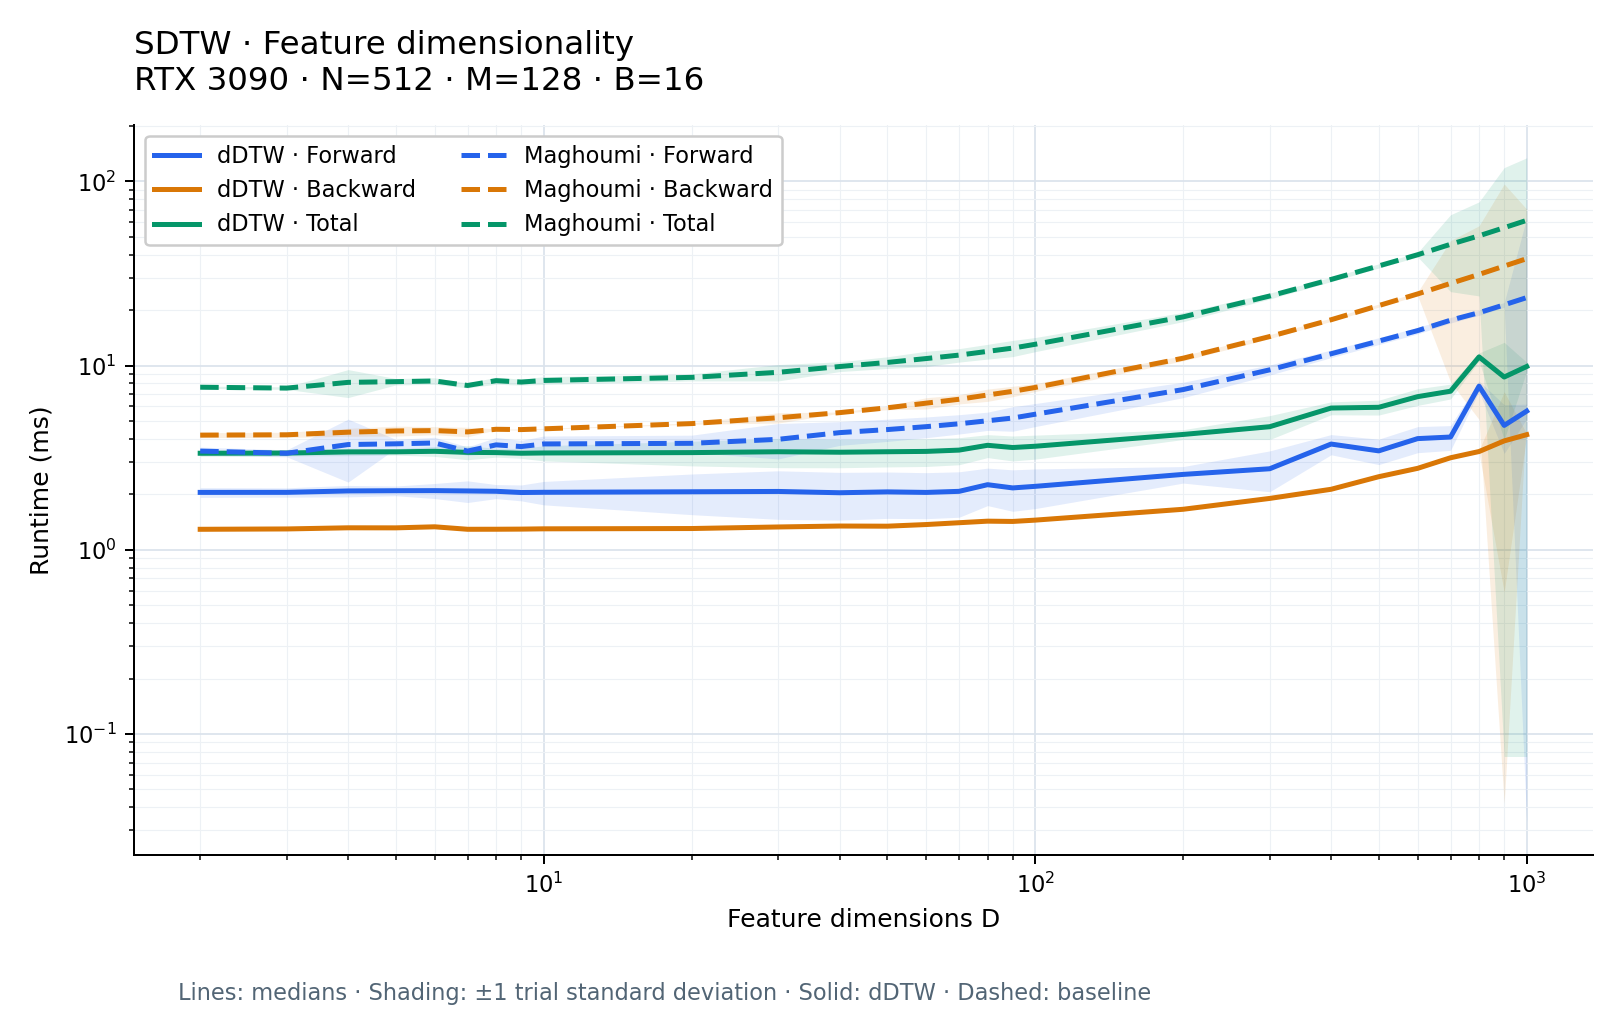 SDTW · Feature dimensionality
RTX 3090 · N=512 · M=128 · B=16
dDTW · Forward
dDTW · Backward
dDTW · Total
Maghoumi · Forward
Maghoumi · Backward
Maghoumi · Total
Runtime (ms)
10²
10¹
10⁰
10⁻¹
10¹
10²
10³
Feature dimensions D
Lines: medians · Shading: ±1 trial standard deviation · Solid: dDTW · Dashed: baseline